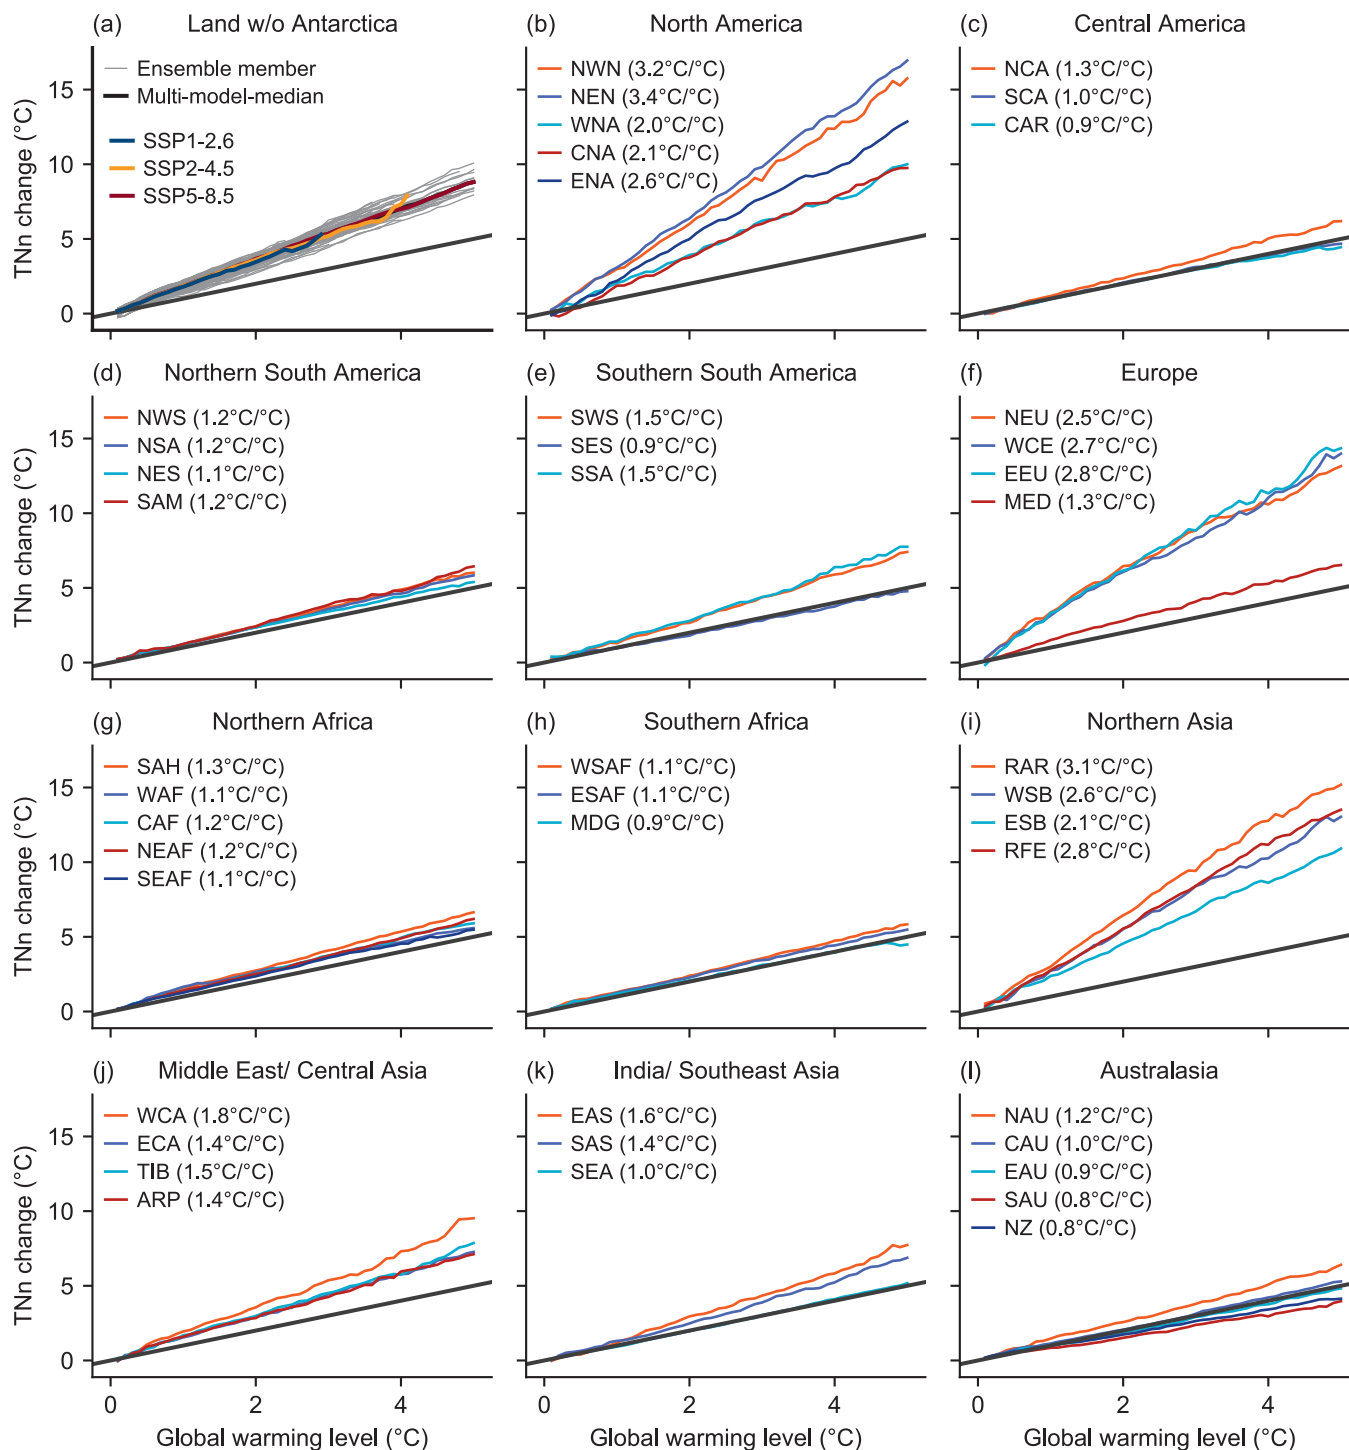 (a) Land w/o Antarctica
TNn change (°C)
15
10
5
0
Ensemble member
Multi-model-median
SSP1-2.6
SSP2-4.5
SSP5-8.5
(b) North America
NWN (3.2°C/°C)
NEN (3.4°C/°C)
WNA (2.0°C/°C)
CNA (2.1°C/°C)
ENA (2.6°C/°C)
(c) Central America
NCA (1.3°C/°C)
SCA (1.0°C/°C)
CAR (0.9°C/°C)
(d) Northern South America
TNn change (°C)
15
10
5
0
NWS (1.2°C/°C)
NSA (1.2°C/°C)
NES (1.1°C/°C)
SAM (1.2°C/°C)
(e) Southern South America
SWS (1.5°C/°C)
SES (0.9°C/°C)
SSA (1.5°C/°C)
(f) Europe
NEU (2.5°C/°C)
WCE (2.7°C/°C)
EEU (2.8°C/°C)
MED (1.3°C/°C)
(g) Northern Africa
TNn change (°C)
15
10
5
0
SAH (1.3°C/°C)
WAF (1.1°C/°C)
CAF (1.2°C/°C)
NEAF (1.2°C/°C)
SEAF (1.1°C/°C)
(h) Southern Africa
WSAF (1.1°C/°C)
ESAF (1.1°C/°C)
MDG (0.9°C/°C)
(i) Northern Asia
RAR (3.1°C/°C)
WSB (2.6°C/°C)
ESB (2.1°C/°C)
RFE (2.8°C/°C)
(j) Middle East/ Central Asia
TNn change (°C)
15
10
5
0
WCA (1.8°C/°C)
ECA (1.4°C/°C)
TIB (1.5°C/°C)
ARP (1.4°C/°C)
0 2 4
Global warming level (°C)
(k) India/ Southeast Asia
EAS (1.6°C/°C)
SAS (1.4°C/°C)
SEA (1.0°C/°C)
0 2 4
Global warming level (°C)
(l) Australasia
NAU (1.2°C/°C)
CAU (1.0°C/°C)
EAU (0.9°C/°C)
SAU (0.8°C/°C)
NZ (0.8°C/°C)
0 2 4
Global warming level (°C)